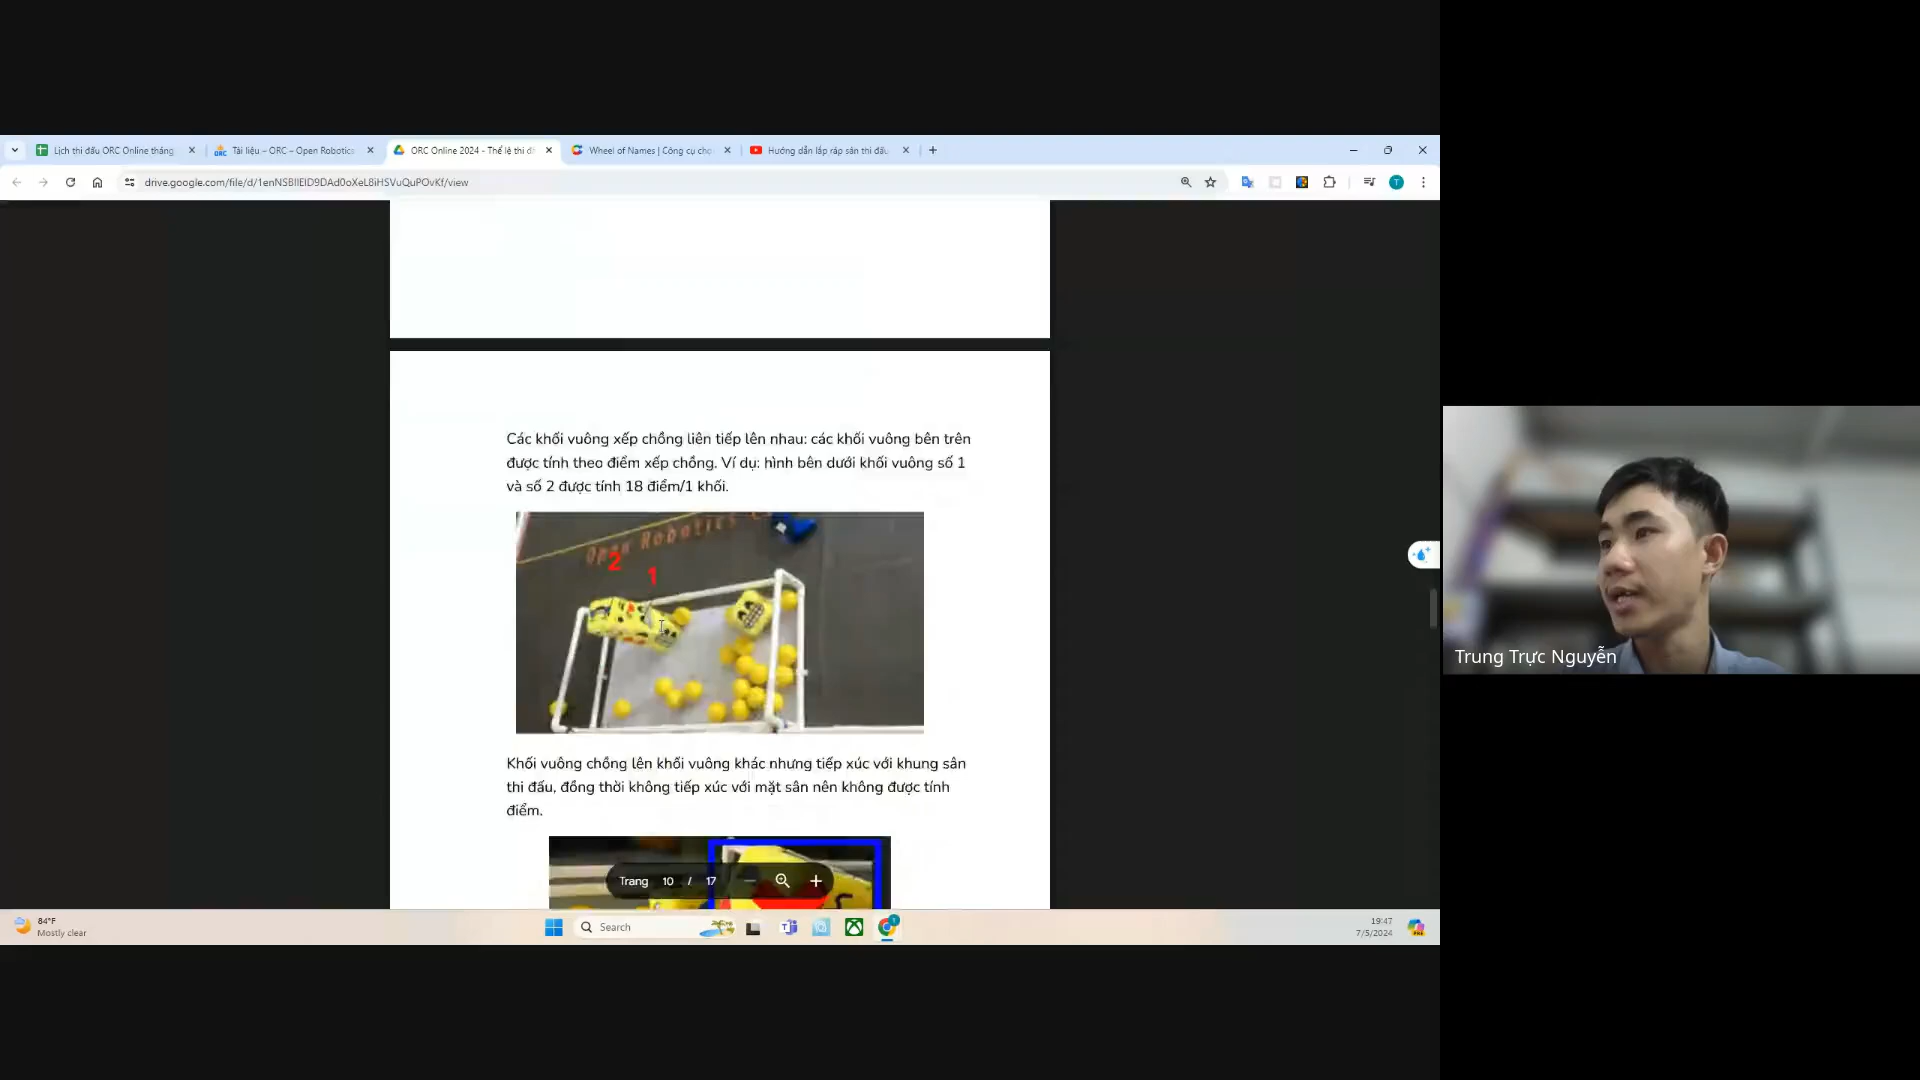 Lịch thi đấu ORC Online tháng
Tài liệu – ORC – Open Robotics
ORC Online 2024 - Thể lệ thi đ
Wheel of Names | Công cụ cho
Hướng dẫn lắp ráp sân thi đấu
drive.google.com/file/d/1enNSBIlEID9DAd0oXeL8iHSVuQuPOvKf/view
T
Các khối vuông xếp chồng liên tiếp lên nhau: các khối vuông bên trên
được tính theo điểm xếp chồng. Ví dụ: hình bên dưới khối vuông số 1
và số 2 được tính 18 điểm/1 khối.
Open Robotics C
2
1
Khối vuông chồng lên khối vuông khác nhưng tiếp xúc với khung sân
thi đấu, đồng thời không tiếp xúc với mặt sân nên không được tính
điểm.
Trang 10 / 17
Trung Trực Nguyễn
84°F
Mostly clear
Search
19:47
7/5/2024